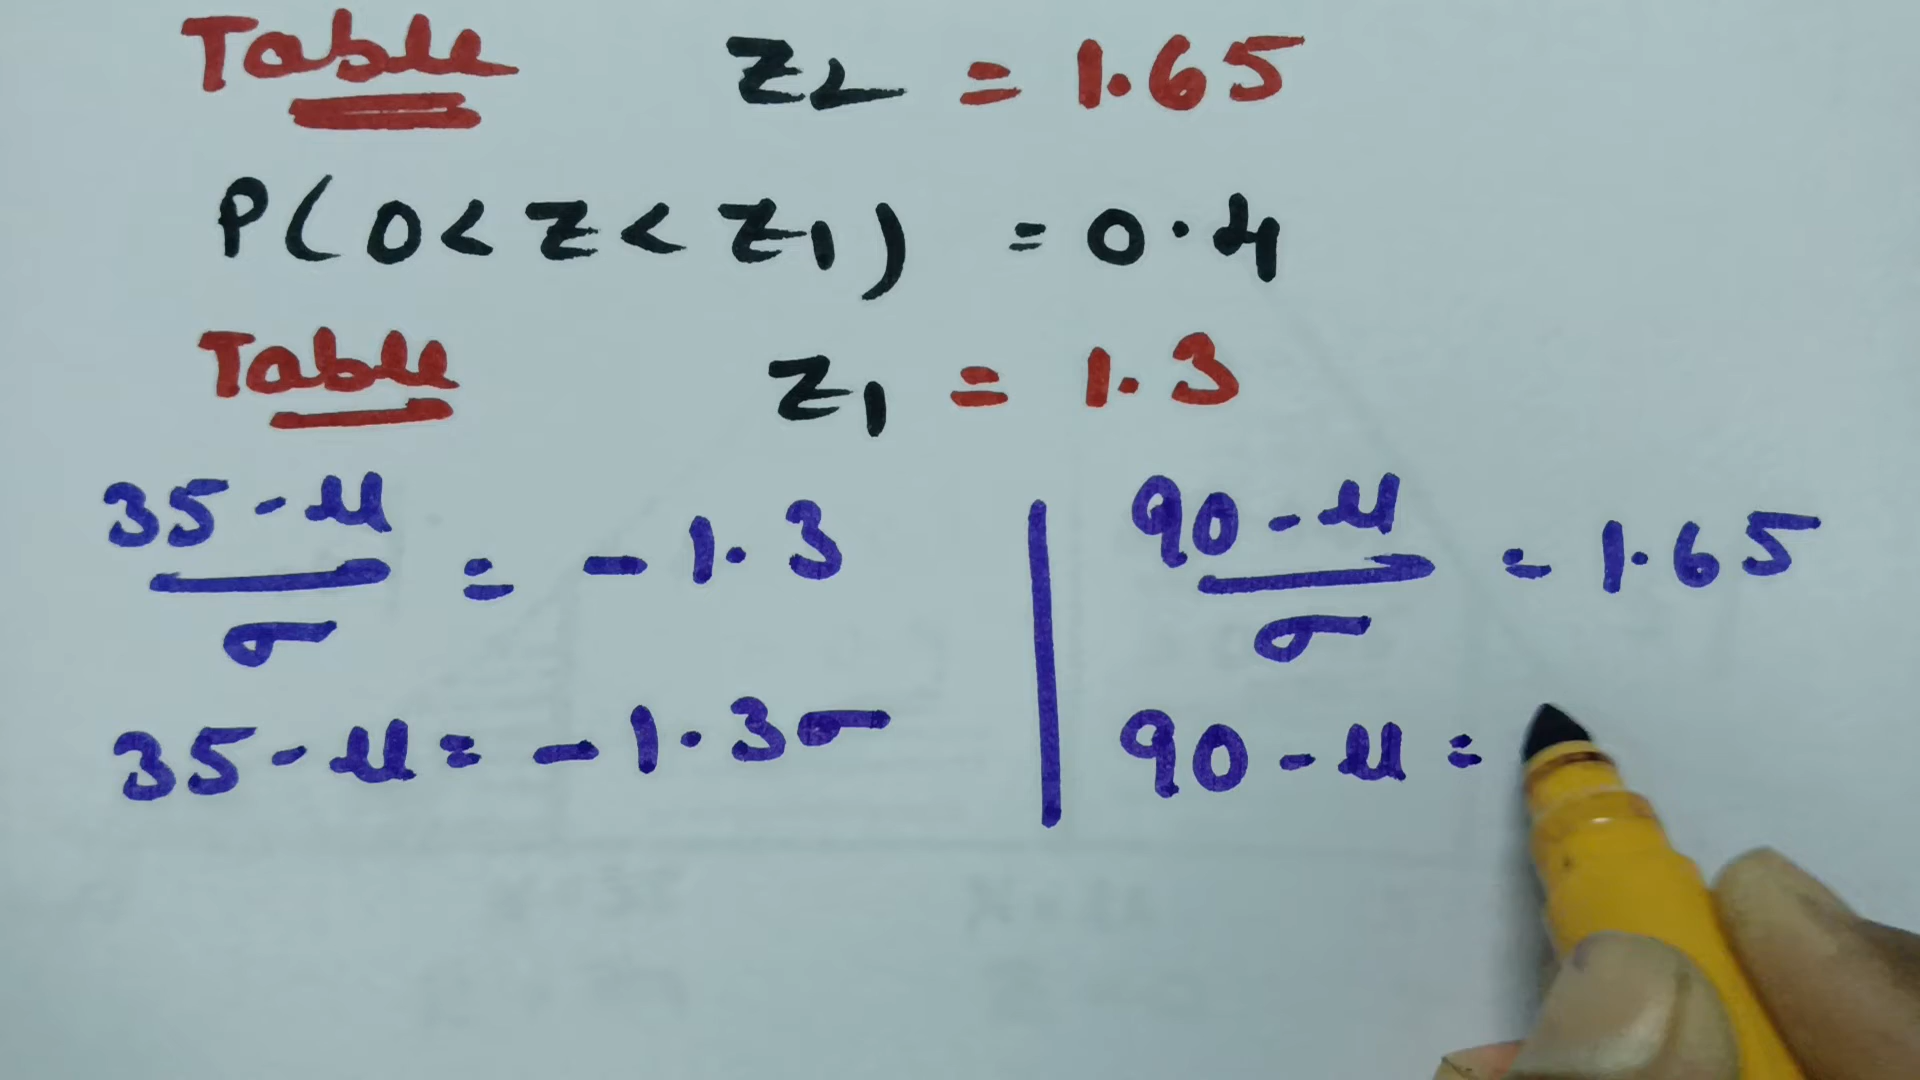 Table z2 = 1.65
P(0<z<z1) = 0.4
Table z1 = 1.3
(35-μ)/σ = -1.3 | (90-μ)/σ = 1.65
35-μ = -1.3σ | 90-μ =